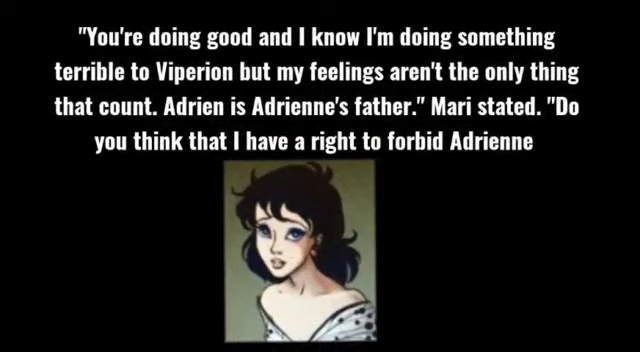 "You're doing good and I know I'm doing something
terrible to Viperion but my feelings aren't the only thing
that count. Adrien is Adrienne's father." Mari stated. "Do
you think that I have a right to forbid Adrienne